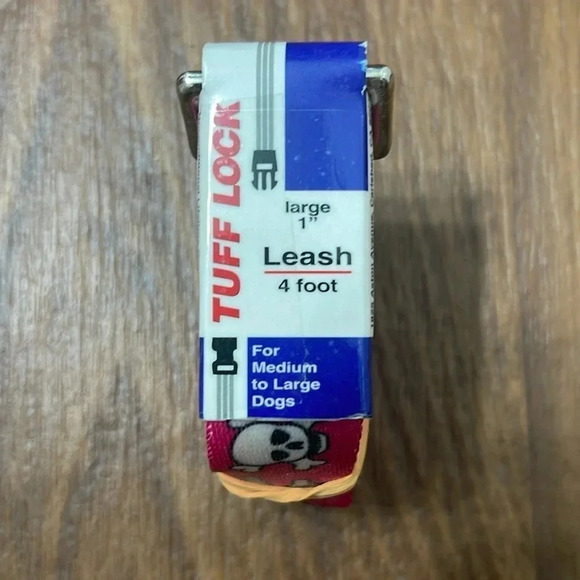 TUFF LOCK
large
1"
Leash
4 foot
For
Medium
to Large
Dogs